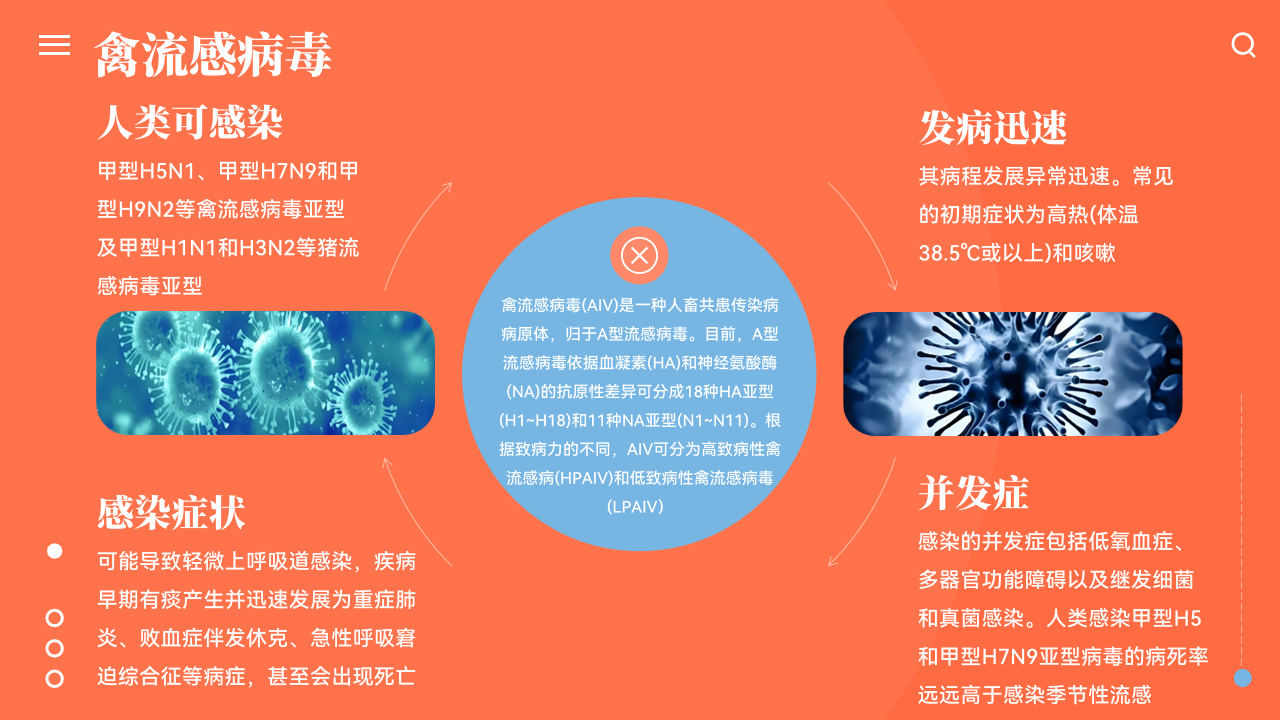 禽流感病毒
人类可感染
甲型H5N1、甲型H7N9和甲
型H9N2等禽流感病毒亚型
及甲型H1N1和H3N2等猪流
感病毒亚型
感染症状
可能导致轻微上呼吸道感染，疾病
早期有痰产生并迅速发展为重症肺
炎、败血症伴发休克、急性呼吸窘
迫综合征等病症，甚至会出现死亡
禽流感病毒(AIV)是一种人畜共患传染病
病原体，归于A型流感病毒。目前，A型
流感病毒依据血凝素(HA)和神经氨酸酶
(NA)的抗原性差异可分成18种HA亚型
(H1~H18)和11种NA亚型(N1~N11)。根
据致病力的不同，AIV可分为高致病性禽
流感病(HPAIV)和低致病性禽流感病毒
(LPAIV）
发病迅速
其病程发展异常迅速。常见
的初期症状为高热(体温
38.5℃或以上)和咳嗽
并发症
感染的并发症包括低氧血症、
多器官功能障碍以及继发细菌
和真菌感染。人类感染甲型H5
和甲型H7N9亚型病毒的病死率
远远高于感染季节性流感